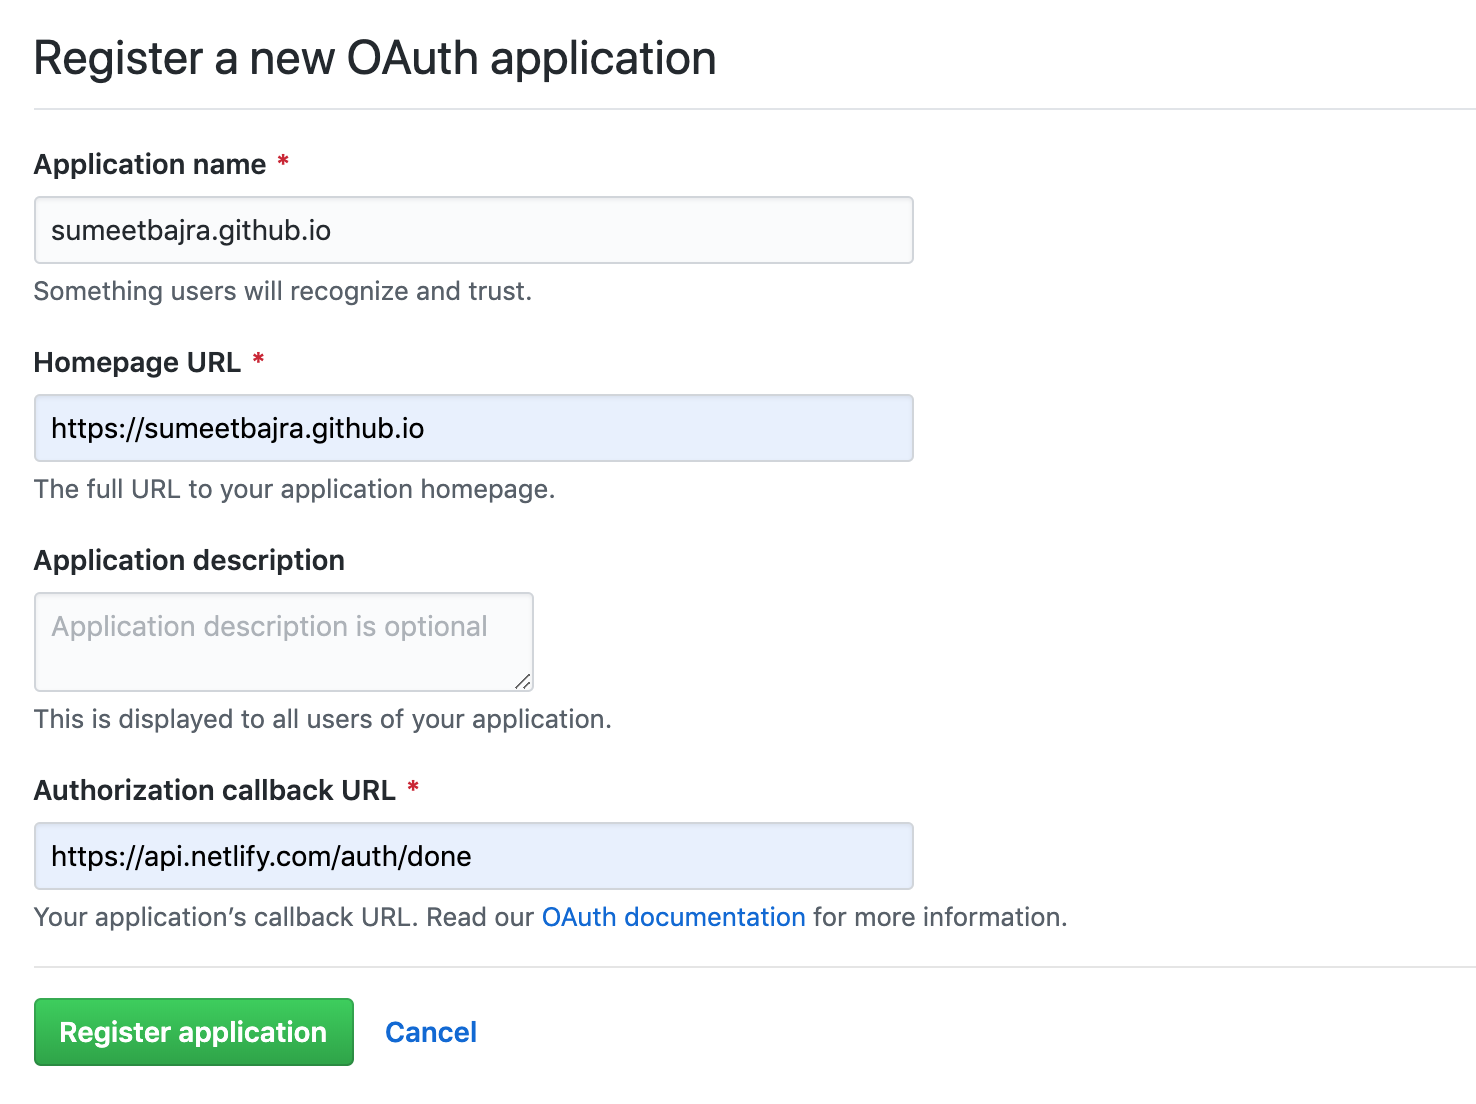 Register a new OAuth application
Application name *
sumeetbajra.github.io
Something users will recognize and trust.
Homepage URL *
https://sumeetbajra.github.io
The full URL to your application homepage.
Application description
Application description is optional
This is displayed to all users of your application.
Authorization callback URL *
https://api.netlify.com/auth/done
Your application’s callback URL. Read our OAuth documentation for more information.
Register application Cancel